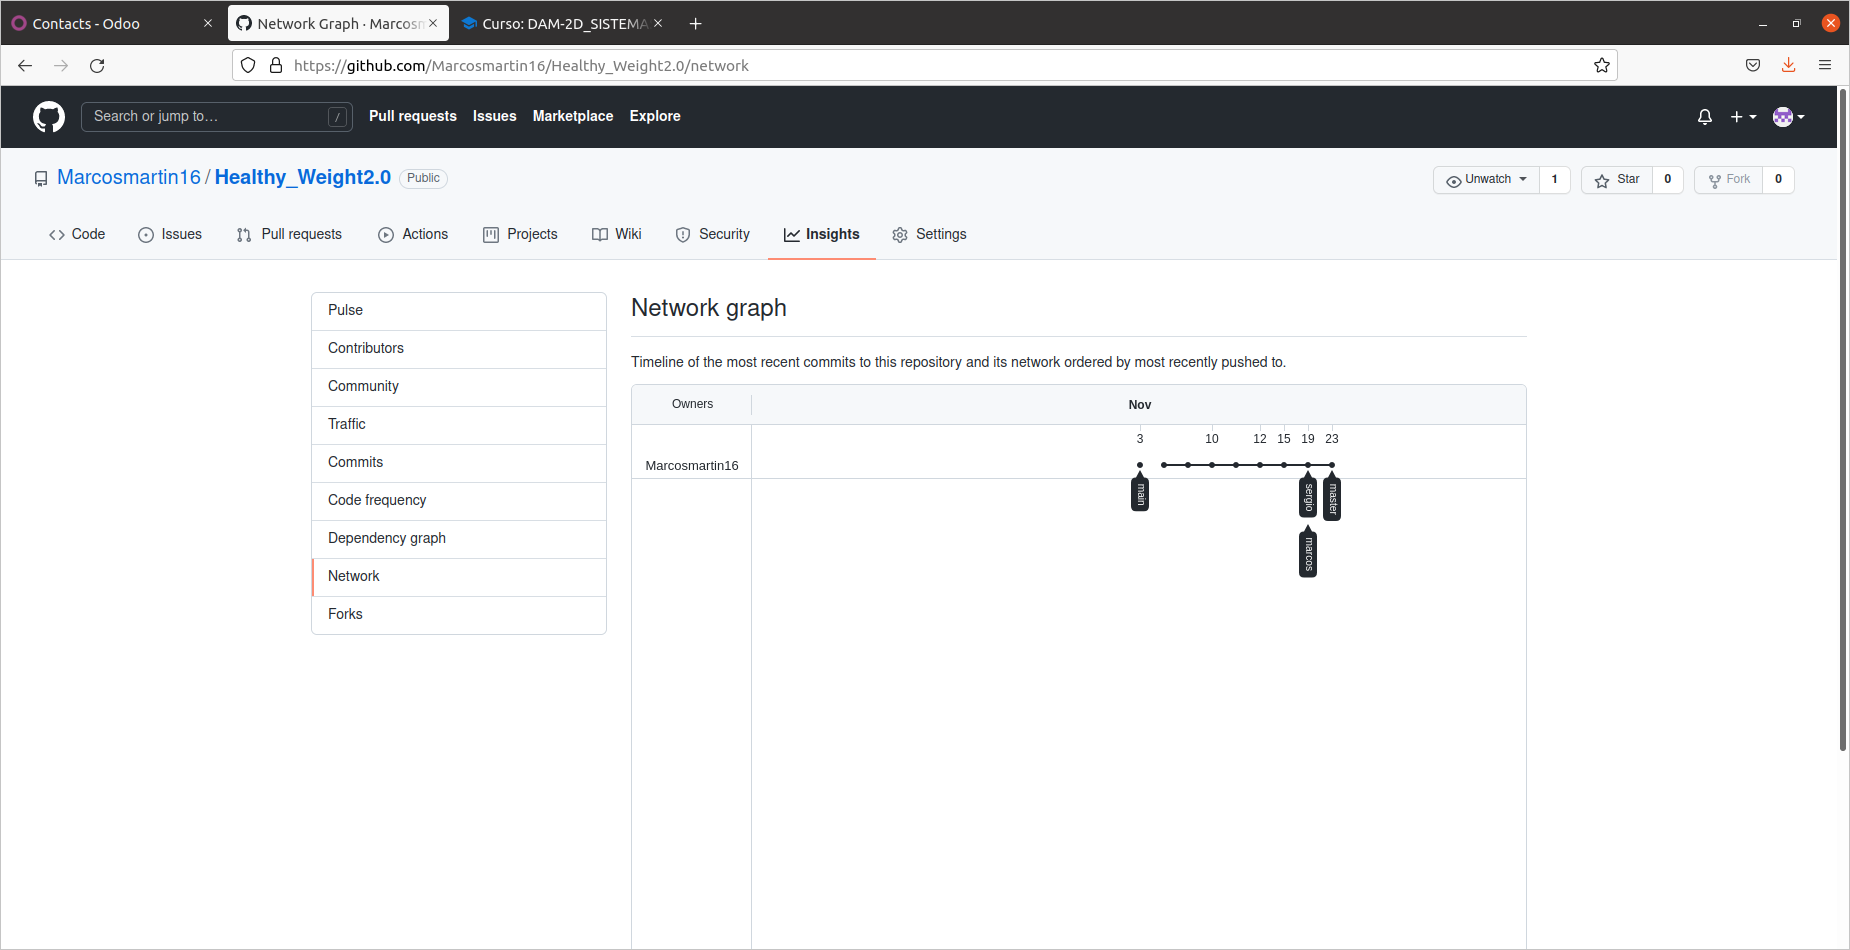 Contacts - Odoo
Network Graph · Marcosm
Curso: DAM-2D_SISTEMA
https://github.com/Marcosmartin16/Healthy_Weight2.0/network
Search or jump to…
/
Pull requests
Issues
Marketplace
Explore
Marcosmartin16 / Healthy_Weight2.0
Public
Unwatch
1
Star
0
Fork
0
Code
Issues
Pull requests
Actions
Projects
Wiki
Security
Insights
Settings
Pulse
Contributors
Community
Traffic
Commits
Code frequency
Dependency graph
Network
Forks
Network graph
Timeline of the most recent commits to this repository and its network ordered by most recently pushed to.
Owners
Nov
3
10
12
15
19
23
Marcosmartin16
main
sergio
master
marcos